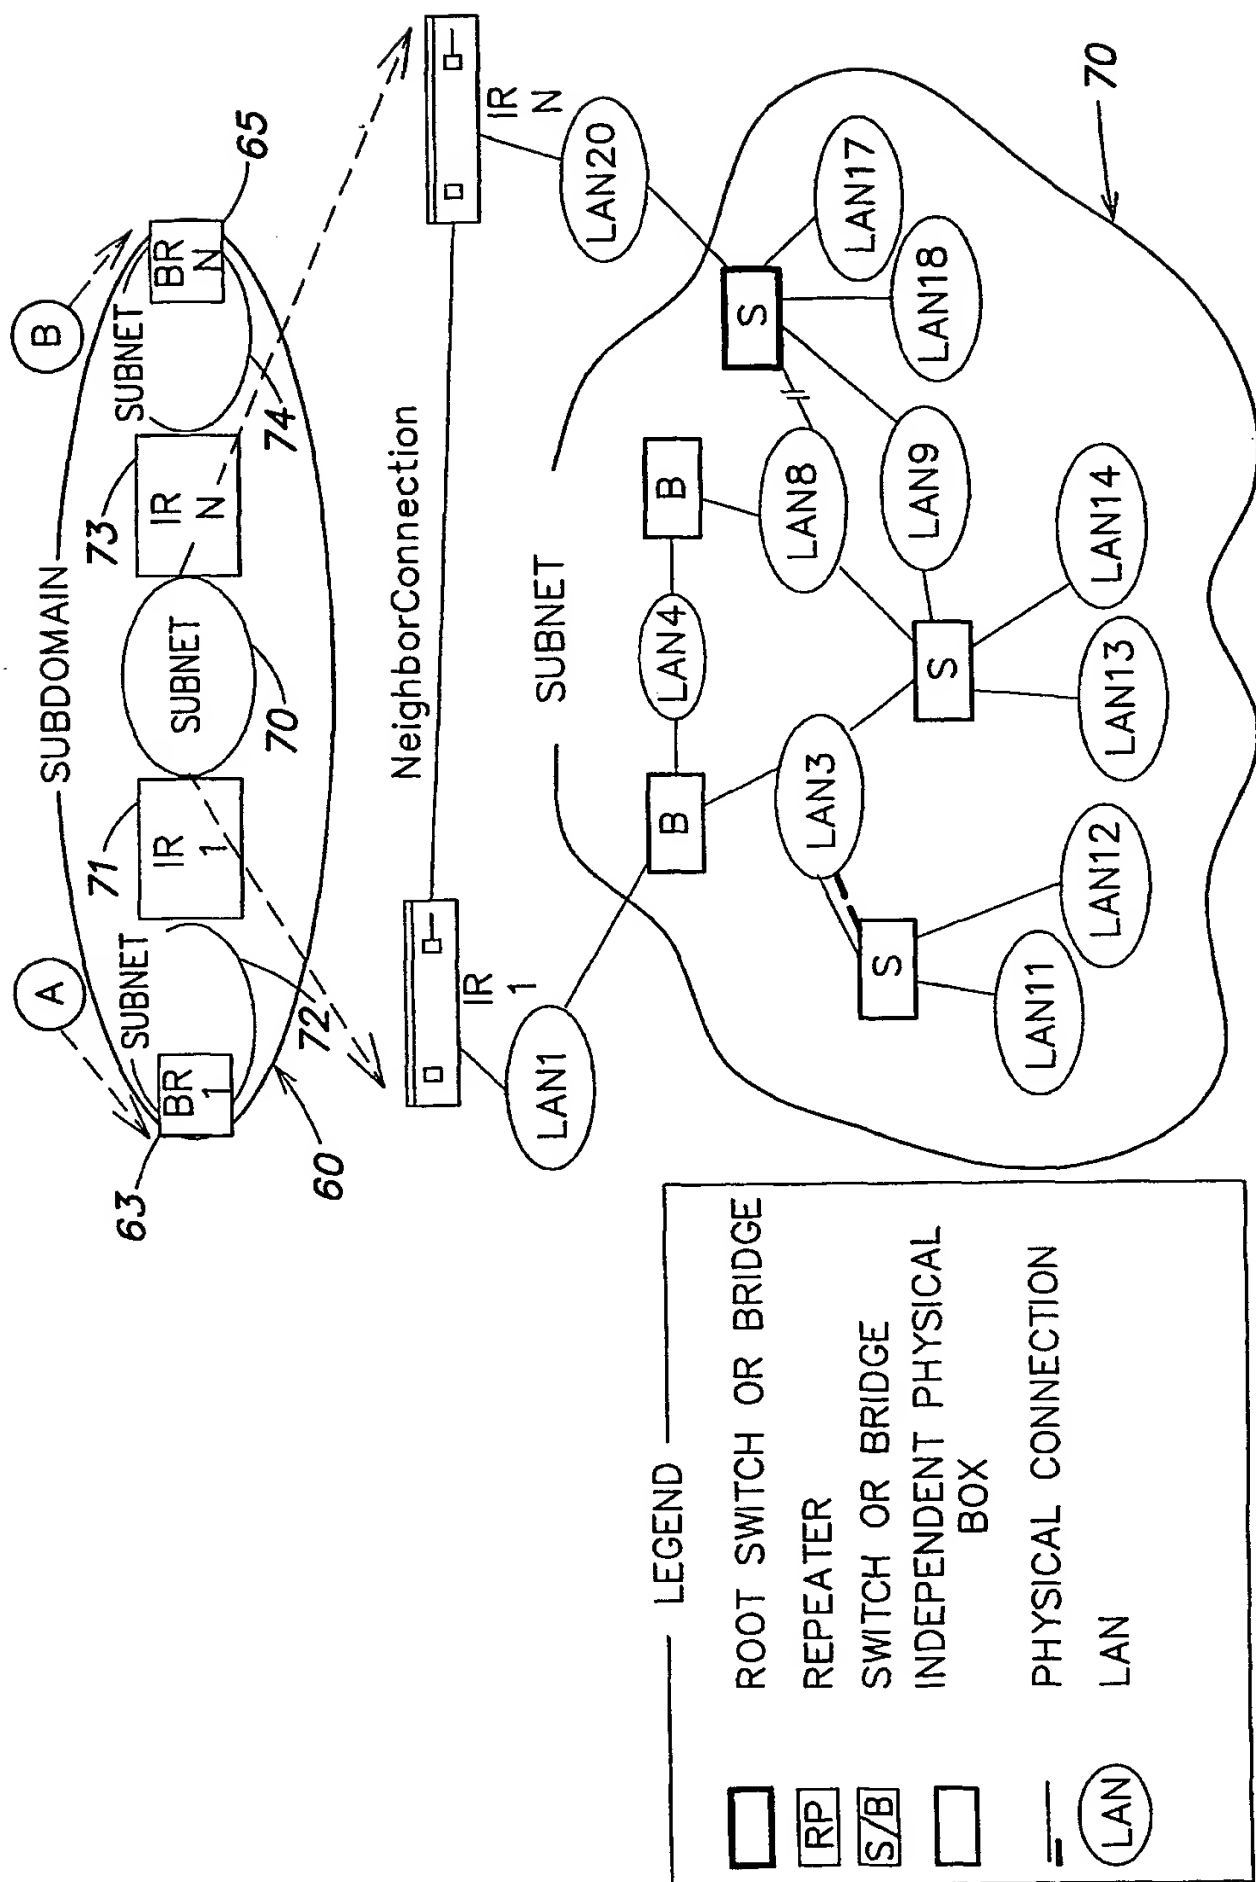 A
B
SUBDOMAIN
63
BR
1
SUBNET
72
60
71
IR
1
SUBNET
70
73
IR
N
SUBNET
74
BR
N
65
NeighborConnection
IR
1
IR
N
LAN1
LAN20
SUBNET
B
LAN4
B
S
LAN3
LAN8
LAN17
S
S
LAN9
LAN18
LAN11
LAN12
LAN13
LAN14
70
LEGEND
ROOT SWITCH OR BRIDGE
RP
REPEATER
S/B
SWITCH OR BRIDGE
INDEPENDENT PHYSICAL
BOX
PHYSICAL CONNECTION
LAN
LAN